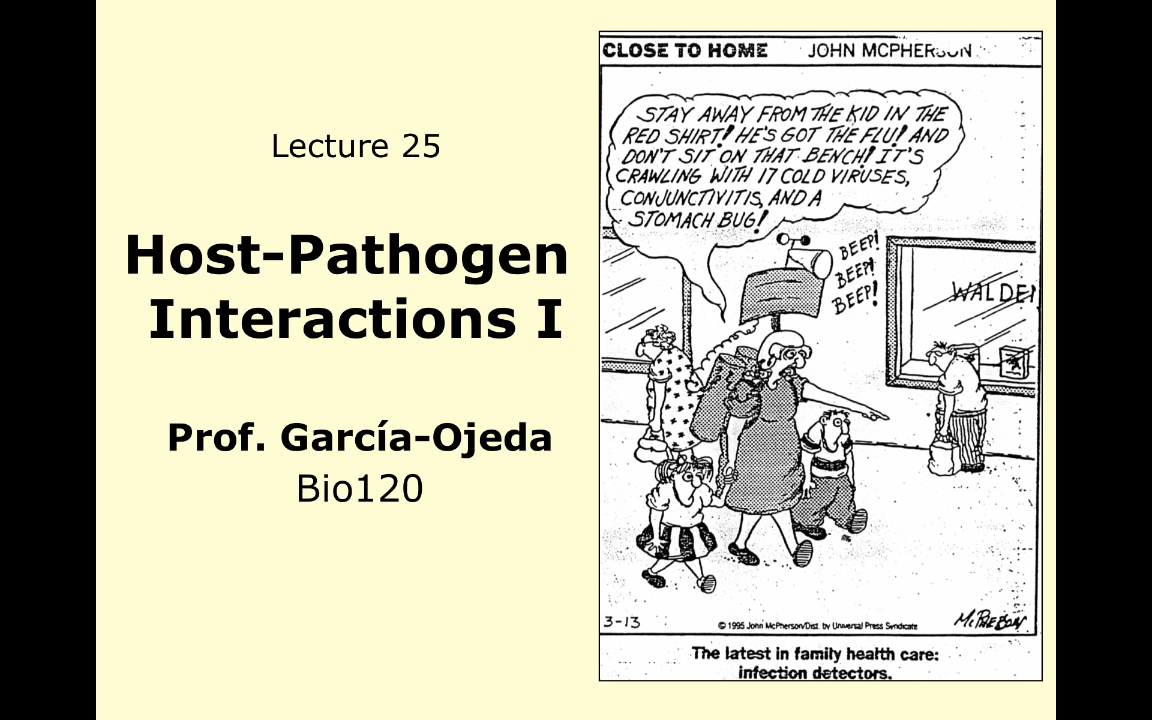 Lecture 25
Host-Pathogen
Interactions I
Prof. García-Ojeda
Bio120
CLOSE TO HOME JOHN MCPHERSON
STAY AWAY FROM THE KID IN THE
RED SHIRT! HE'S GOT THE FLU! AND
DON'T SIT ON THAT BENCH! IT'S
CRAWLING WITH 17 COLD VIRUSES,
CONJUNCTIVITIS, AND A
STOMACH BUG!
BEEP!
BEEP!
BEEP!
WALDE
3-13
© 1995 John McPherson/Dist. by Universal Press Syndicate
McPherson
The latest in family health care:
infection detectors.